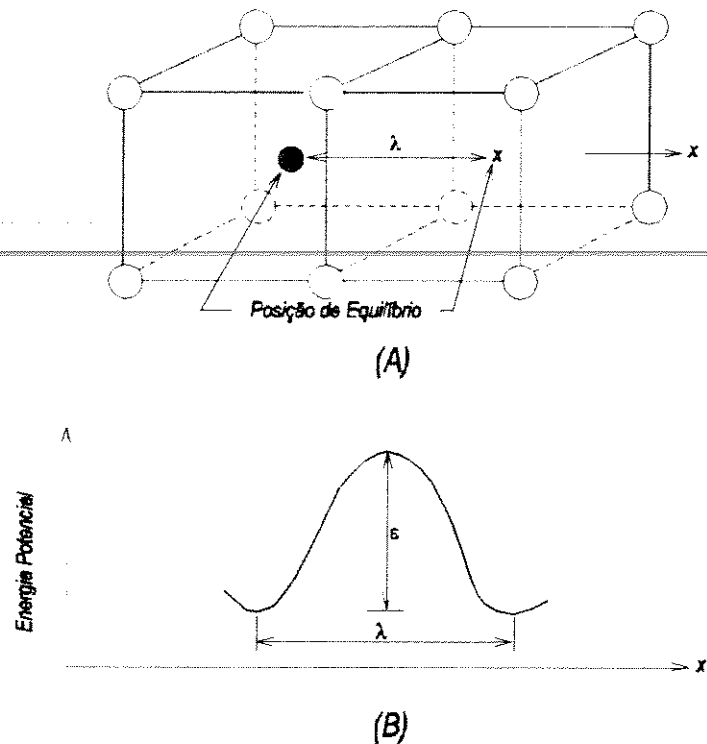 λ
x
x
Posição de Equilíbrio
(A)
Energia Potencial
ε
λ
x
(B)